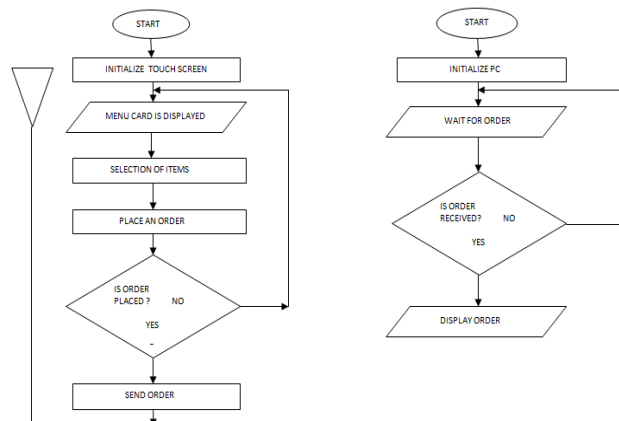 START
INITIALIZE TOUCH SCREEN
MENU CARD IS DISPLAYED
SELECTION OF ITEMS
PLACE AN ORDER
IS ORDER
PLACED ? NO
YES
SEND ORDER
START
INITIALIZE PC
WAIT FOR ORDER
IS ORDER
RECEIVED? NO
YES
DISPLAY ORDER